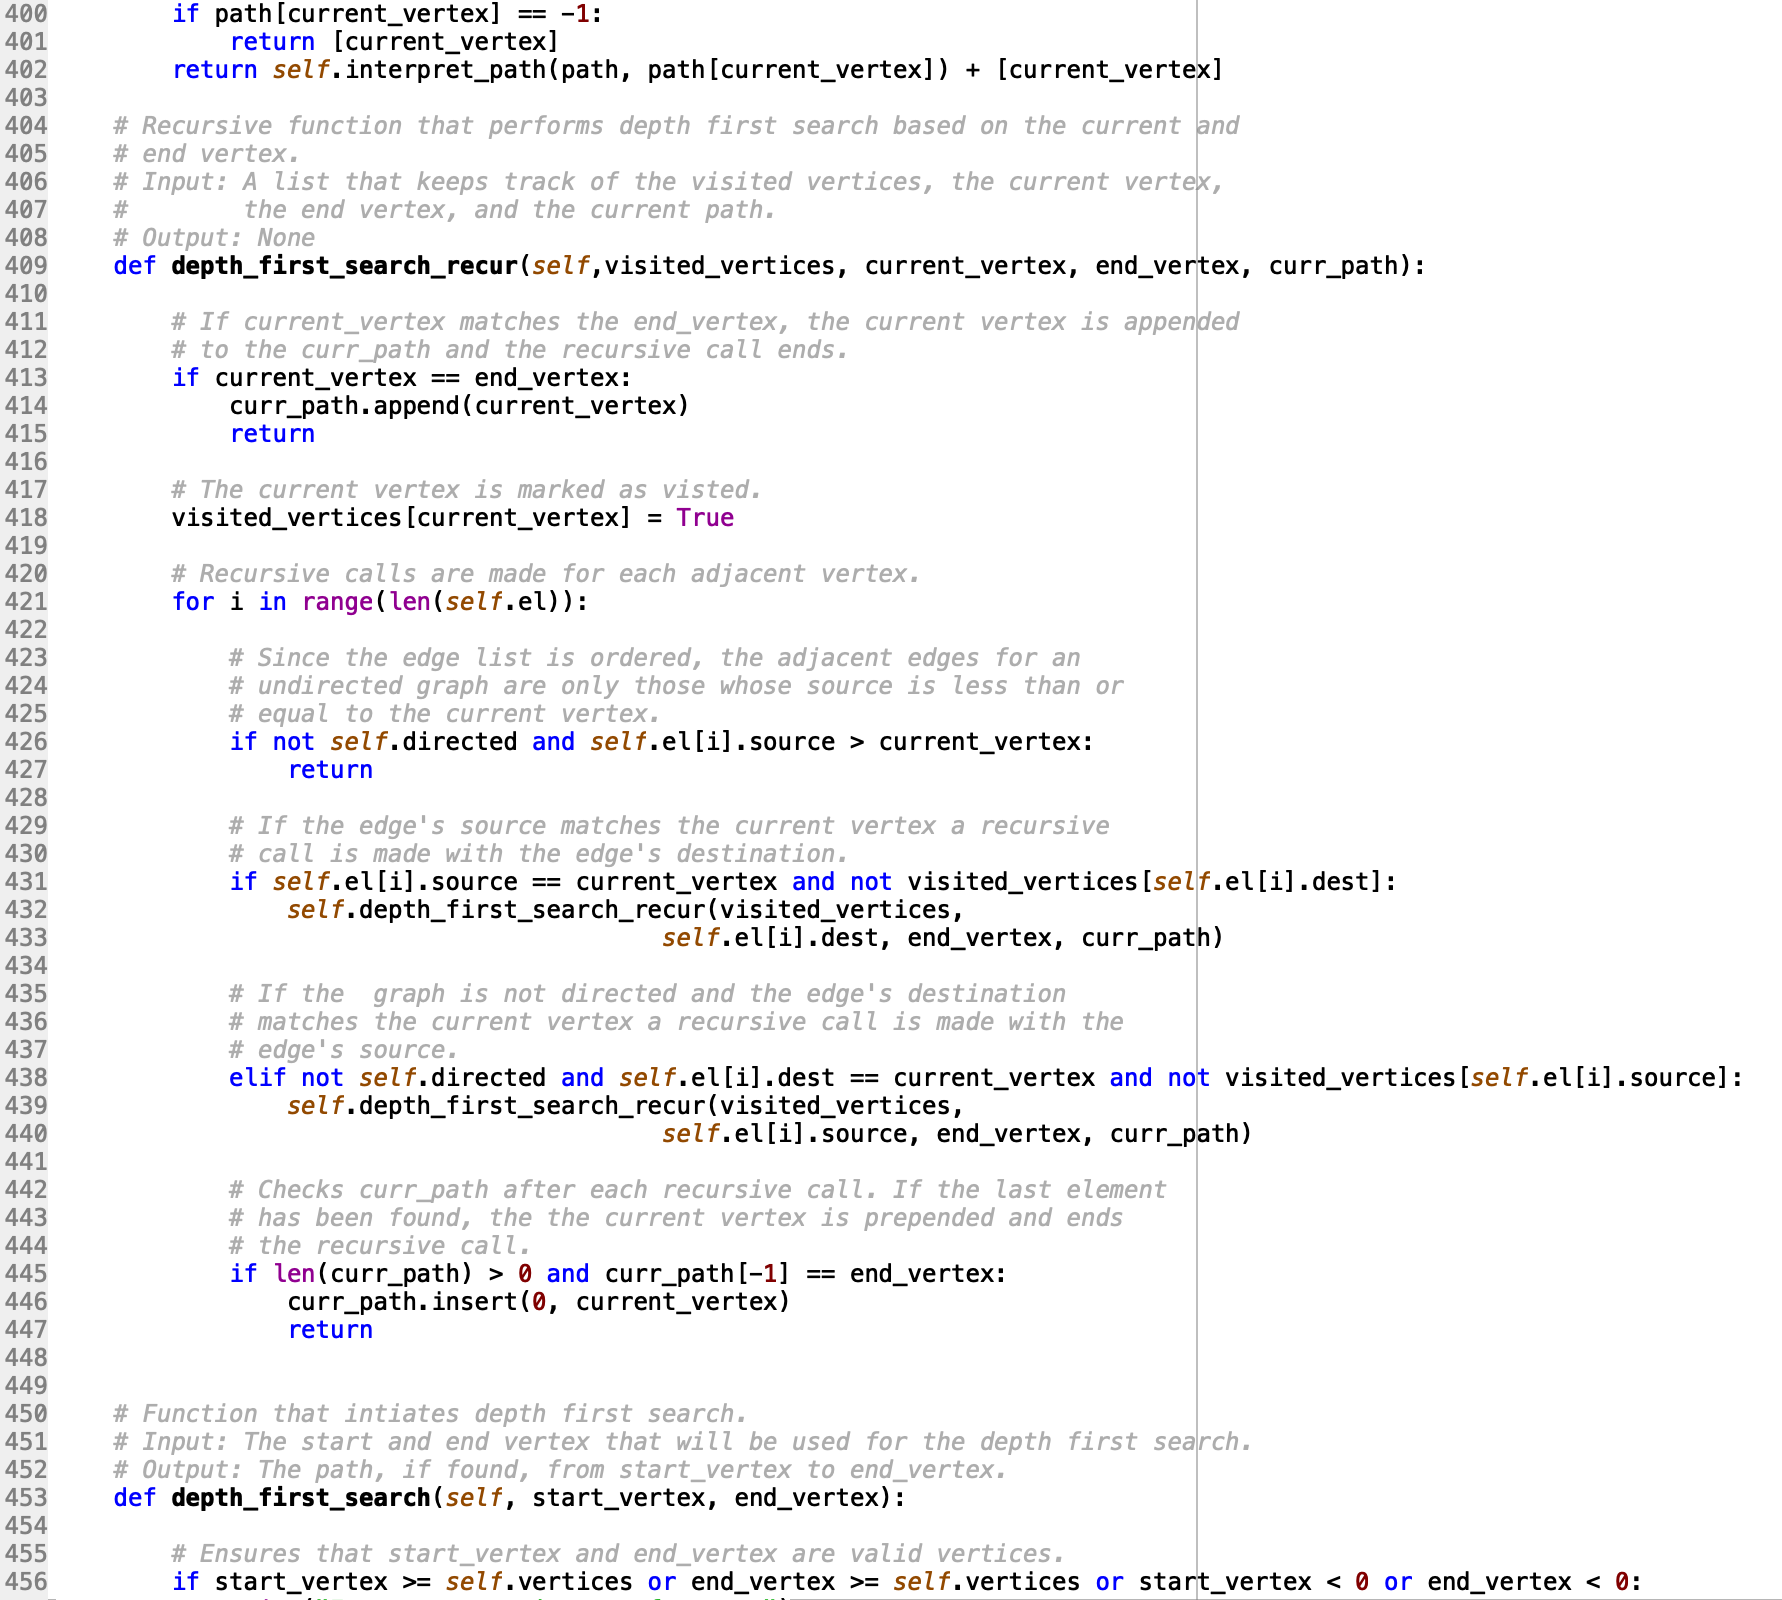 400 if path[current_vertex] == -1:
401 return [current_vertex]
402 return self.interpret_path(path, path[current_vertex]) + [current_vertex]
403
404 # Recursive function that performs depth first search based on the current and
405 # end vertex.
406 # Input: A list that keeps track of the visited vertices, the current vertex,
407 #        the end vertex, and the current path.
408 # Output: None
409 def depth_first_search_recur(self,visited_vertices, current_vertex, end_vertex, curr_path):
410
411 # If current_vertex matches the end_vertex, the current vertex is appended
412 # to the curr_path and the recursive call ends.
413 if current_vertex == end_vertex:
414 curr_path.append(current_vertex)
415 return
416
417 # The current vertex is marked as visted.
418 visited_vertices[current_vertex] = True
419
420 # Recursive calls are made for each adjacent vertex.
421 for i in range(len(self.el)):
422
423 # Since the edge list is ordered, the adjacent edges for an
424 # undirected graph are only those whose source is less than or
425 # equal to the current vertex.
426 if not self.directed and self.el[i].source > current_vertex:
427 return
428
429 # If the edge's source matches the current vertex a recursive
430 # call is made with the edge's destination.
431 if self.el[i].source == current_vertex and not visited_vertices[self.el[i].dest]:
432 self.depth_first_search_recur(visited_vertices,
433 self.el[i].dest, end_vertex, curr_path)
434
435 # If the  graph is not directed and the edge's destination
436 # matches the current vertex a recursive call is made with the
437 # edge's source.
438 elif not self.directed and self.el[i].dest == current_vertex and not visited_vertices[self.el[i].source]:
439 self.depth_first_search_recur(visited_vertices,
440 self.el[i].source, end_vertex, curr_path)
441
442 # Checks curr_path after each recursive call. If the last element
443 # has been found, the the current vertex is prepended and ends
444 # the recursive call.
445 if len(curr_path) > 0 and curr_path[-1] == end_vertex:
446 curr_path.insert(0, current_vertex)
447 return
448
449
450 # Function that intiates depth first search.
451 # Input: The start and end vertex that will be used for the depth first search.
452 # Output: The path, if found, from start_vertex to end_vertex.
453 def depth_first_search(self, start_vertex, end_vertex):
454
455 # Ensures that start_vertex and end_vertex are valid vertices.
456 if start_vertex >= self.vertices or end_vertex >= self.vertices or start_vertex < 0 or end_vertex < 0: